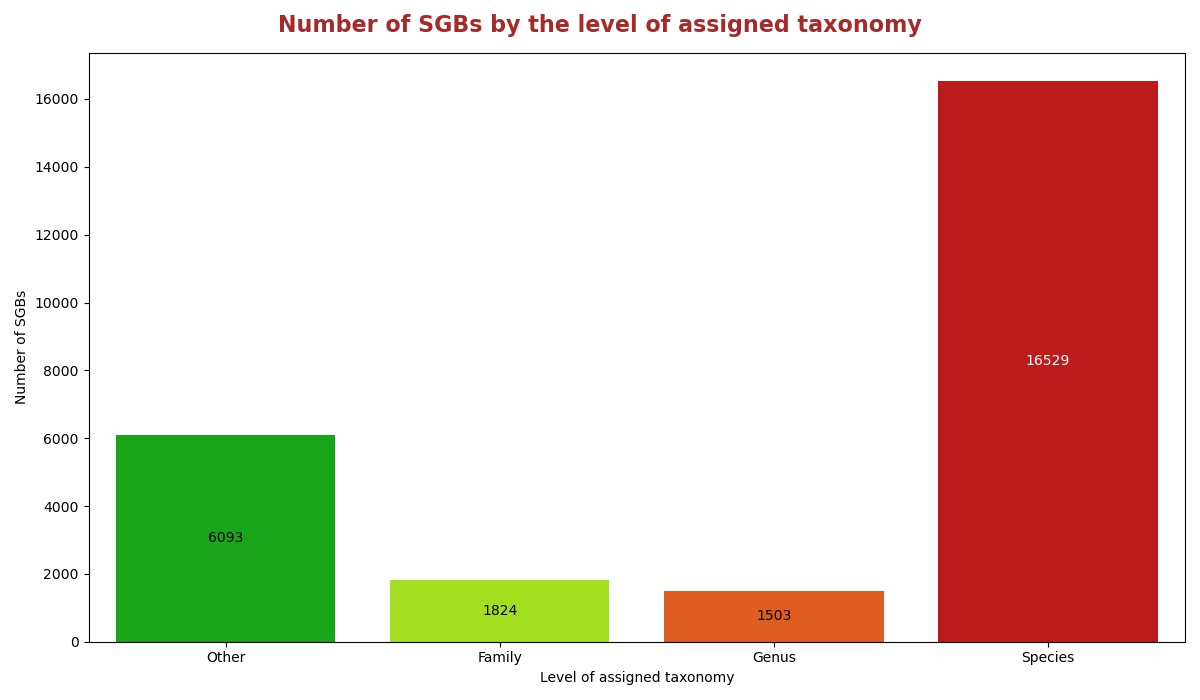 Number of SGBs by the level of assigned taxonomy
Number of SGBs
16000
14000
12000
10000
8000
6000
4000
2000
0
6093
1824
1503
16529
Other
Family
Genus
Species
Level of assigned taxonomy